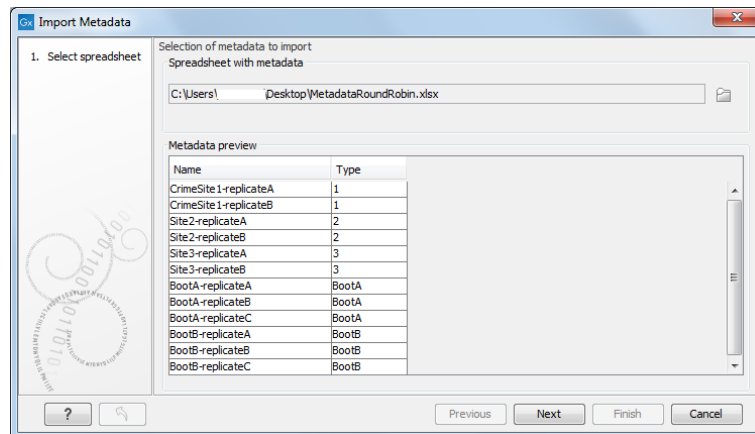 Gx Import Metadata
1. Select spreadsheet
Selection of metadata to import
Spreadsheet with metadata
C:\Users\ \Desktop\MetadataRoundRobin.xlsx
Metadata preview
Name Type
CrimeSite1-replicateA 1
CrimeSite1-replicateB 1
Site2-replicateA 2
Site2-replicateB 2
Site3-replicateA 3
Site3-replicateB 3
BootA-replicateA BootA
BootA-replicateB BootA
BootA-replicateC BootA
BootB-replicateA BootB
BootB-replicateB BootB
BootB-replicateC BootB
? Previous Next Finish Cancel